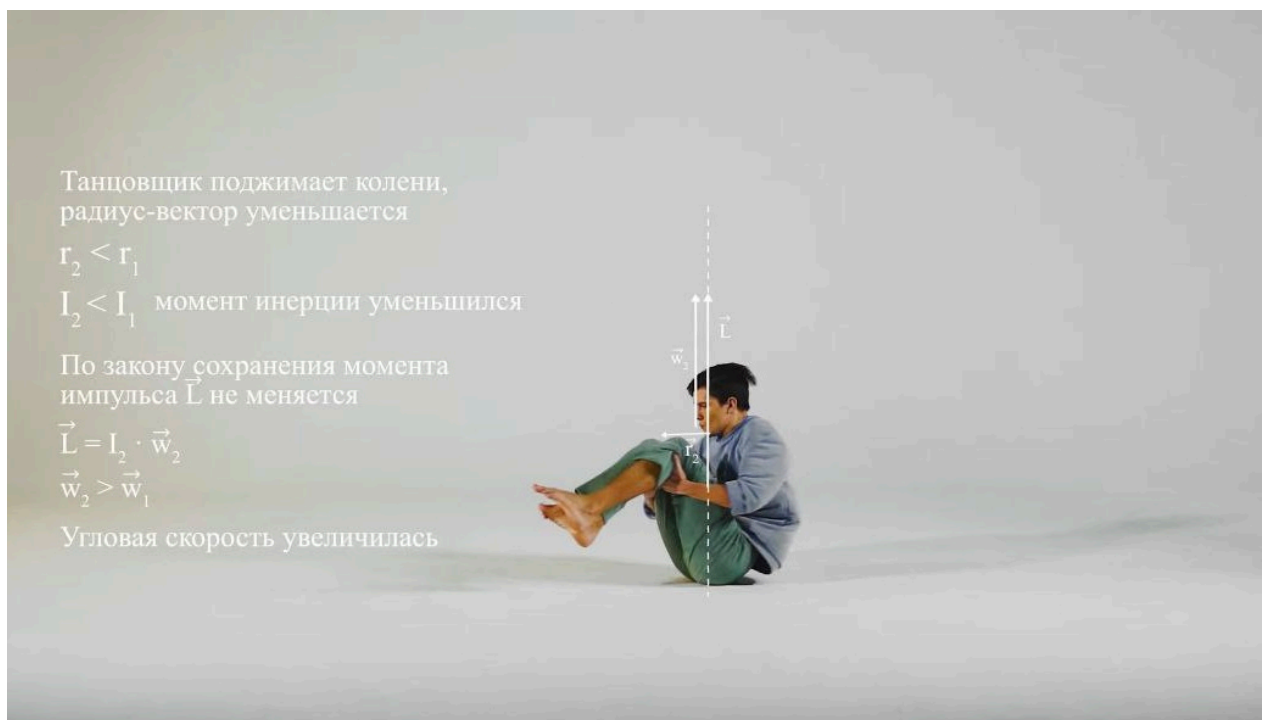 Танцовщик поджимает колени,
радиус-вектор уменьшается
r₂ < r₁
I₂ < I₁ момент инерции уменьшился
По закону сохранения момента
импульса L⃗ не меняется
L⃗ = I₂ · w⃗₂
w⃗₂ > w⃗₁
Угловая скорость увеличилась
L⃗
w⃗₂
r⃗₂